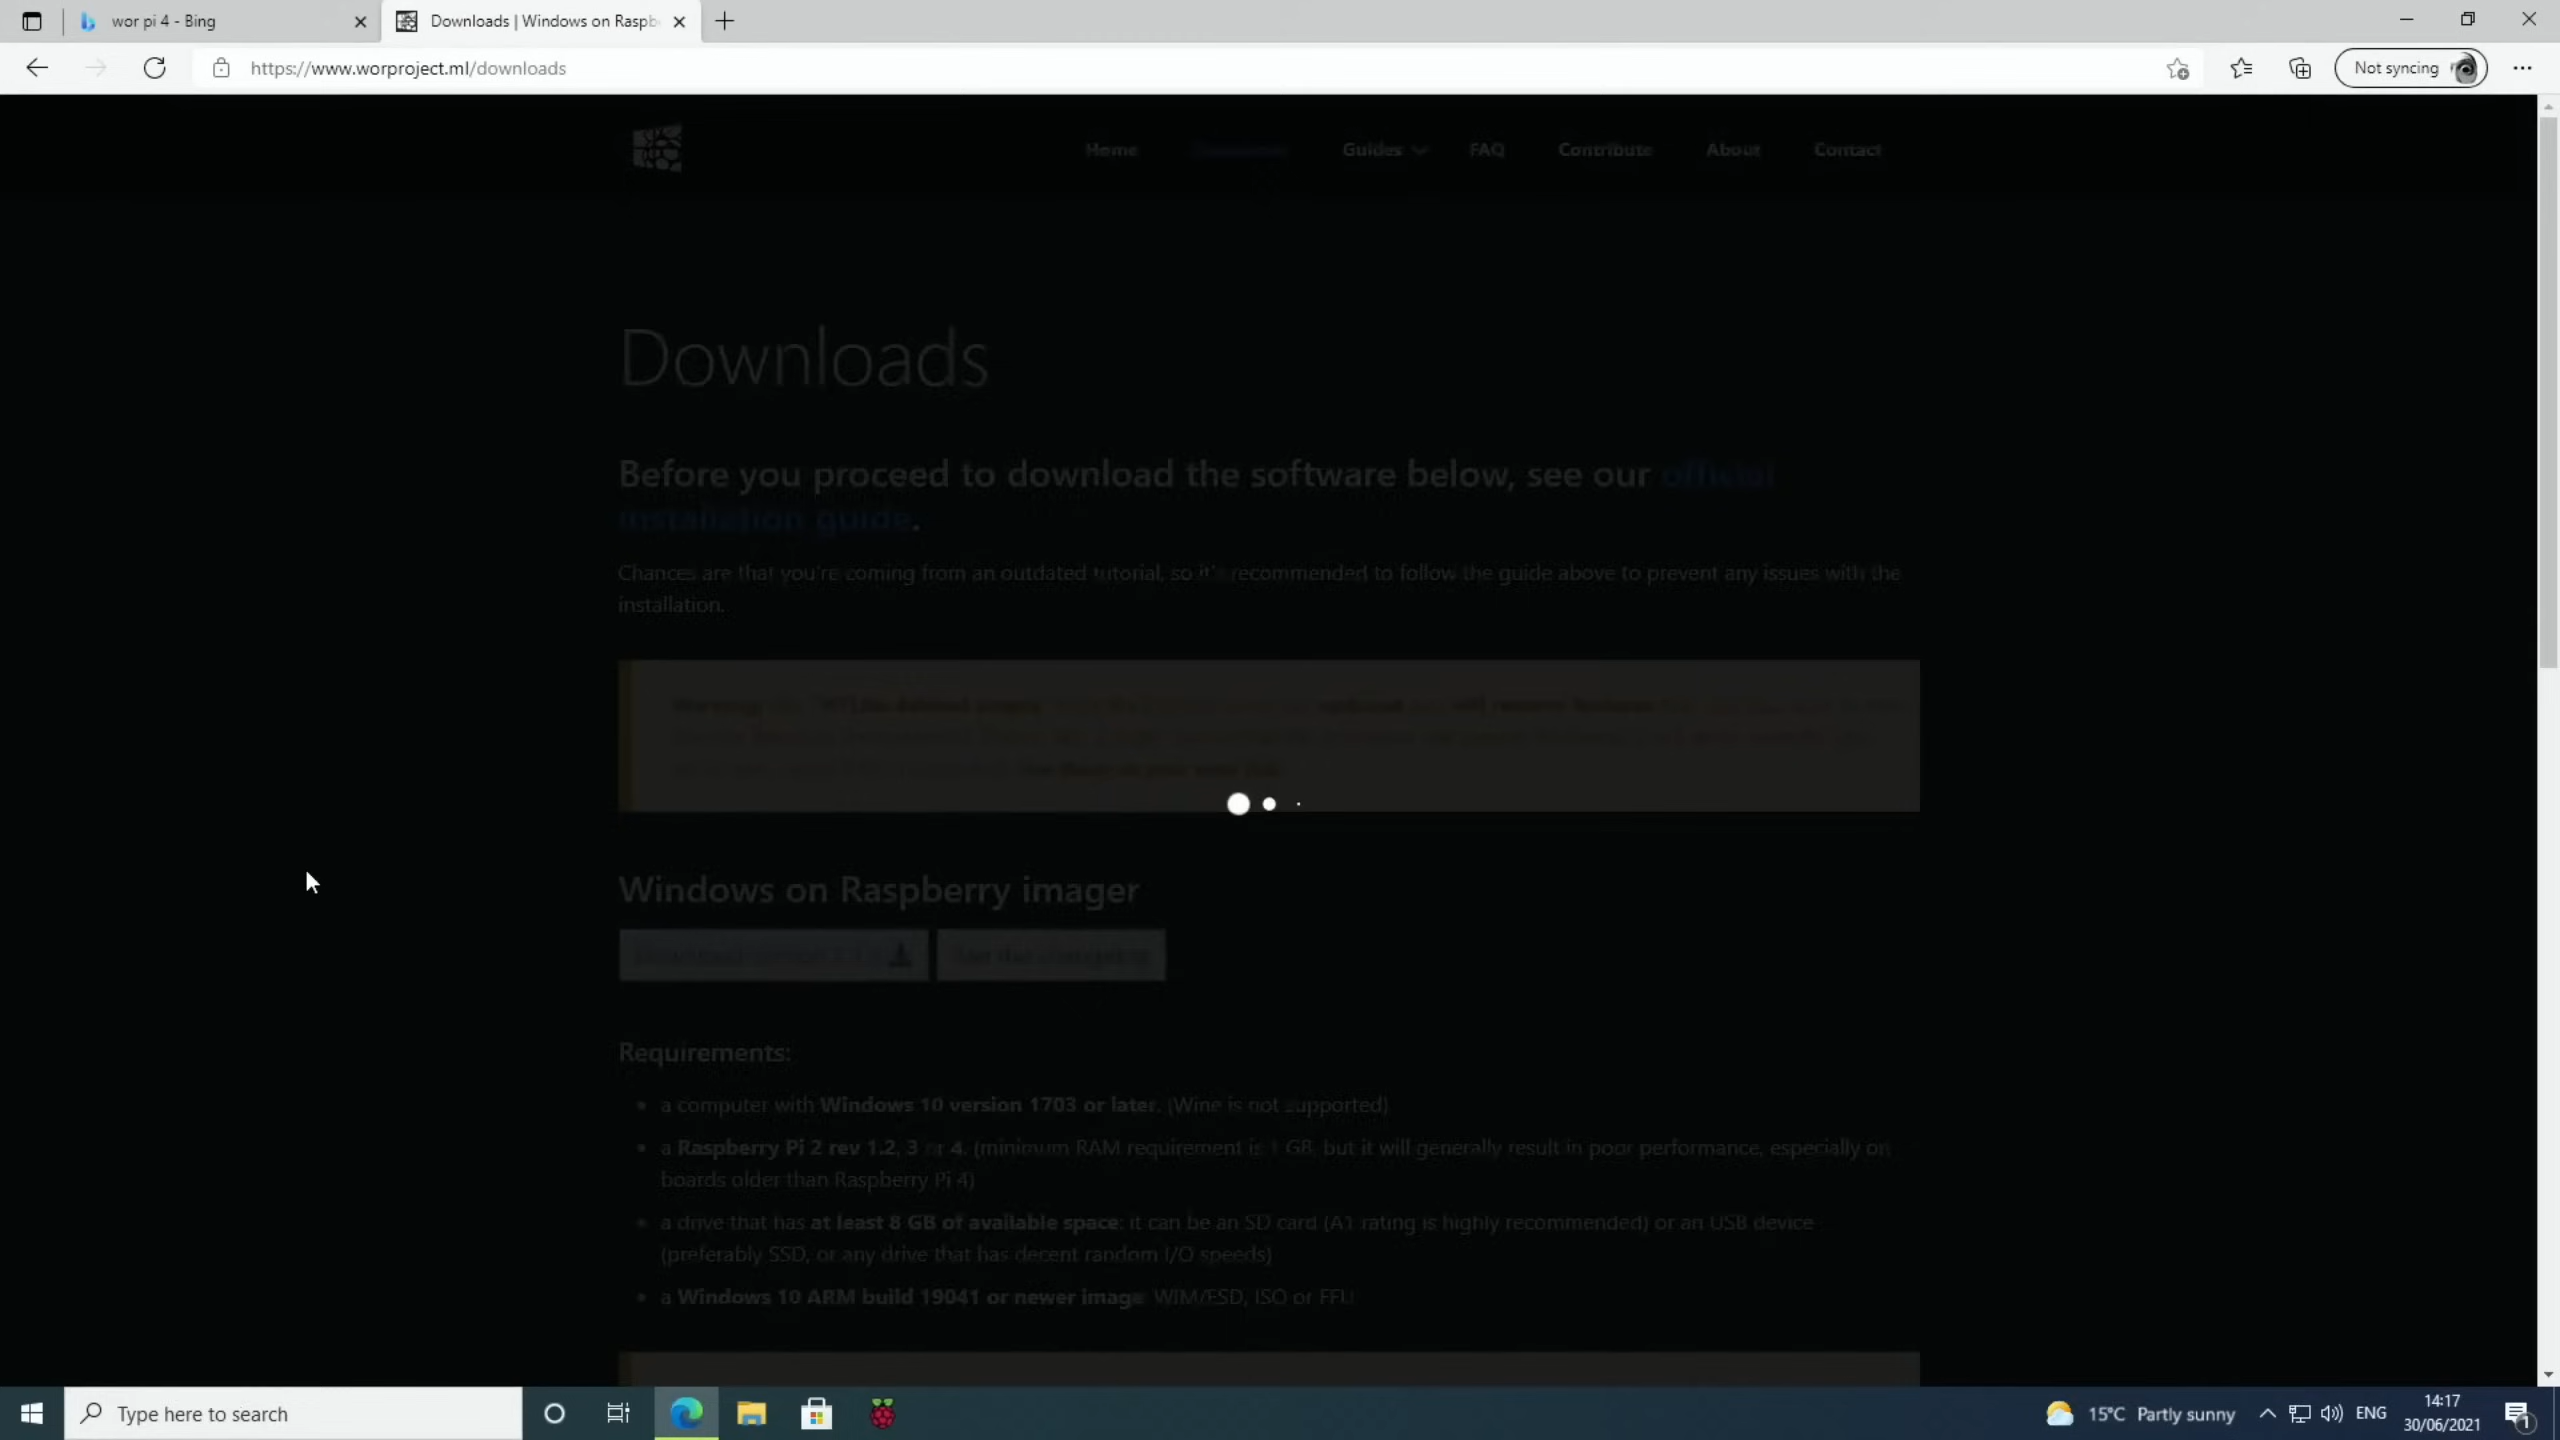 wor pi 4 - Bing
Downloads | Windows on Raspb
https://www.worproject.ml/downloads
Not syncing
Home
Guides
FAQ
Contribute
About
Contact
Downloads
Before you proceed to download the software below, see our official
installation guide.
Chances are that you're coming from an outdated tutorial, so it's recommended to follow the guide above to prevent any issues with the
installation.
Windows on Raspberry imager
Requirements:
a computer with Windows 10 version 1703 or later. (Wine is not supported)
a Raspberry Pi 2 rev 1.2, 3 or 4. (minimum RAM requirement is 1 GB, but it will generally result in poor performance, especially on
boards older than Raspberry Pi 4)
a drive that has at least 8 GB of available space: it can be an SD card (A1 rating is highly recommended) or an USB device
(preferably SSD, or any drive that has decent random I/O speeds)
a Windows 10 ARM build 19041 or newer image: WIM/ESD, ISO or FFU
Type here to search
15°C Partly sunny
ENG
14:17
30/06/2021
1